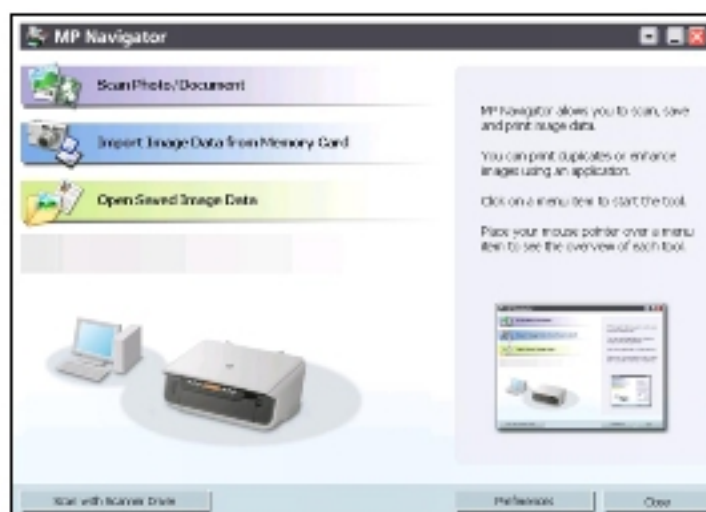 MP Navigator
Scan Photo/Document
Import Image Data from Memory Card
Open Saved Image Data
MP Navigator allows you to scan, save
and print image data.
You can print duplicates or enhance
images using an application.
Click on a menu item to start the tool.
Place your mouse pointer over a menu
item to see the overview of each tool.
Scan with Scanner Driver
Preferences
Close